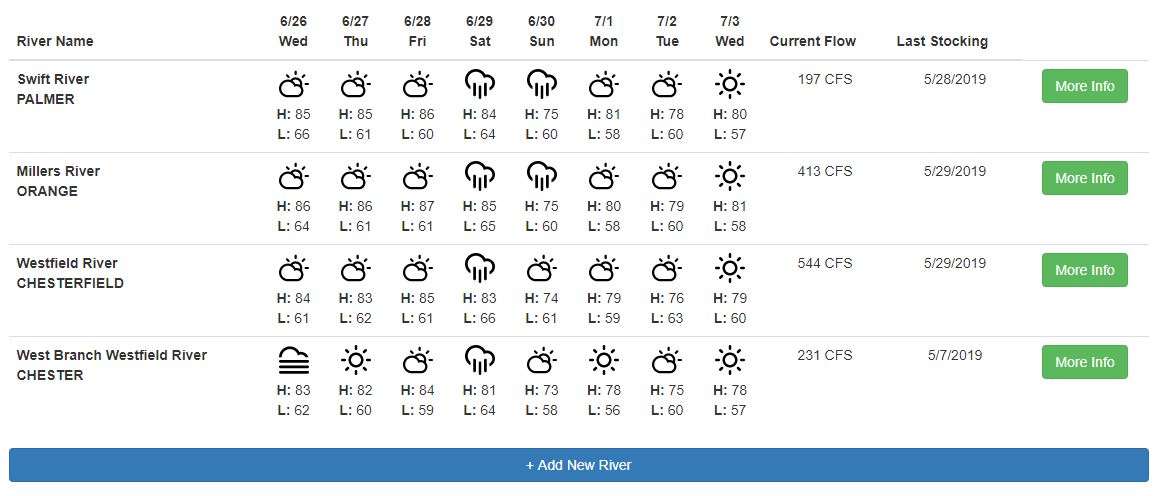 6/26 6/27 6/28 6/29 6/30 7/1 7/2 7/3
River Name Wed Thu Fri Sat Sun Mon Tue Wed Current Flow Last Stocking
Swift River 197 CFS 5/28/2019 More Info
PALMER
H: 85 H: 85 H: 86 H: 84 H: 75 H: 81 H: 78 H: 80
L: 66 L: 61 L: 60 L: 64 L: 60 L: 58 L: 60 L: 57
Millers River 413 CFS 5/29/2019 More Info
ORANGE
H: 86 H: 86 H: 87 H: 85 H: 75 H: 80 H: 79 H: 81
L: 64 L: 61 L: 61 L: 65 L: 60 L: 58 L: 60 L: 58
Westfield River 544 CFS 5/29/2019 More Info
CHESTERFIELD
H: 84 H: 83 H: 85 H: 83 H: 74 H: 79 H: 76 H: 79
L: 61 L: 62 L: 61 L: 66 L: 61 L: 59 L: 63 L: 60
West Branch Westfield River 231 CFS 5/7/2019 More Info
CHESTER
H: 83 H: 82 H: 84 H: 81 H: 73 H: 78 H: 75 H: 78
L: 62 L: 60 L: 59 L: 64 L: 58 L: 56 L: 60 L: 57
+ Add New River